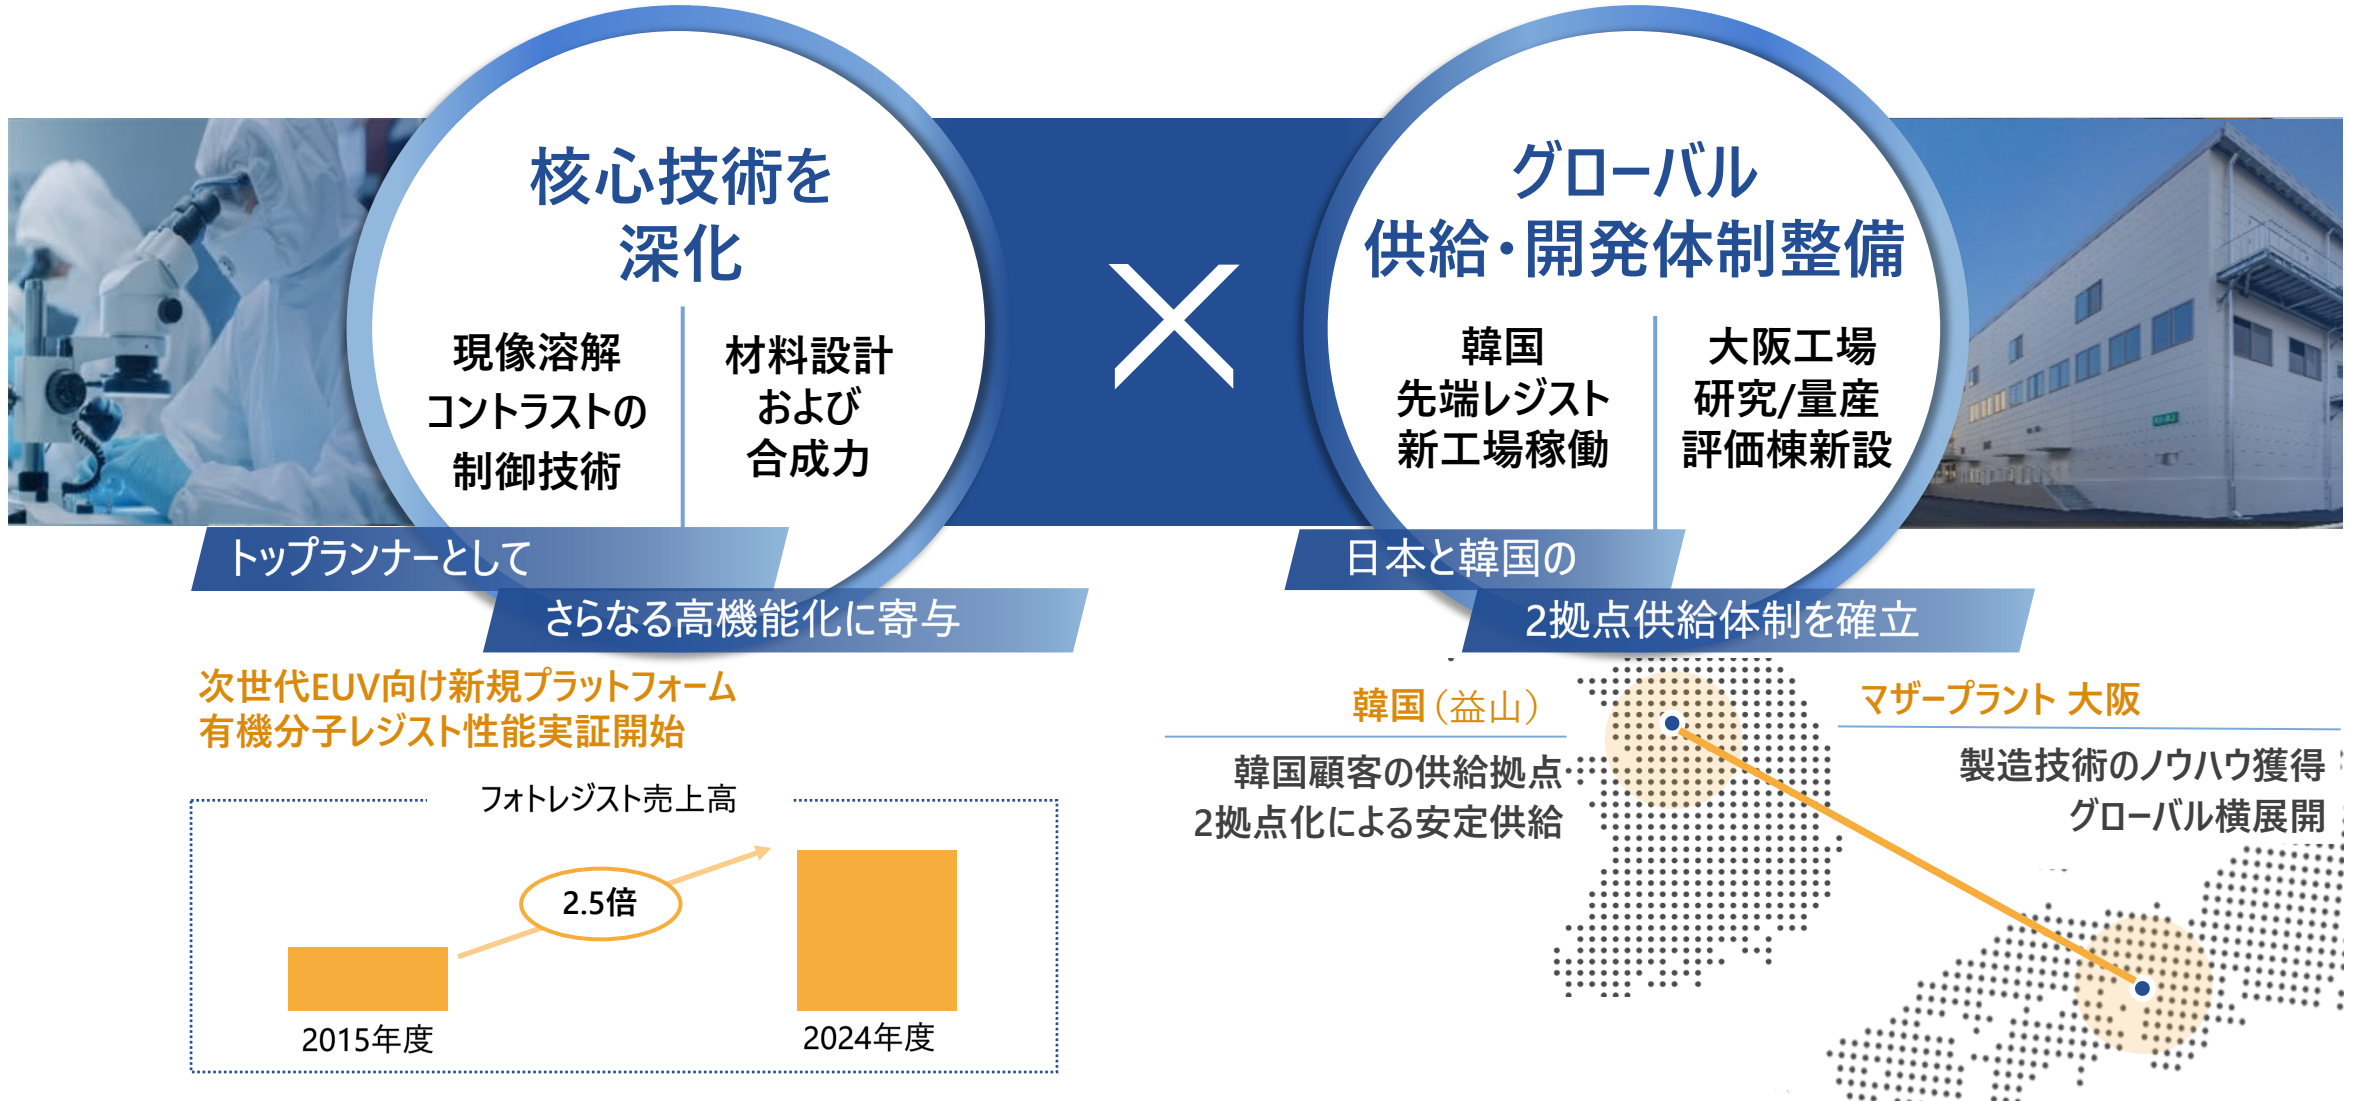 核心技術を
深化
現像溶解
コントラストの
制御技術
材料設計
および
合成力
トップランナーとして
さらなる高機能化に寄与
次世代EUV向け新規プラットフォーム
有機分子レジスト性能実証開始
フォトレジスト売上高
2.5倍
2015年度
2024年度
×
グローバル
供給・開発体制整備
韓国
先端レジスト
新工場稼働
大阪工場
研究/量産
評価棟新設
日本と韓国の
2拠点供給体制を確立
韓国（益山）
韓国顧客の供給拠点
2拠点化による安定供給
マザープラント 大阪
製造技術のノウハウ獲得
グローバル横展開